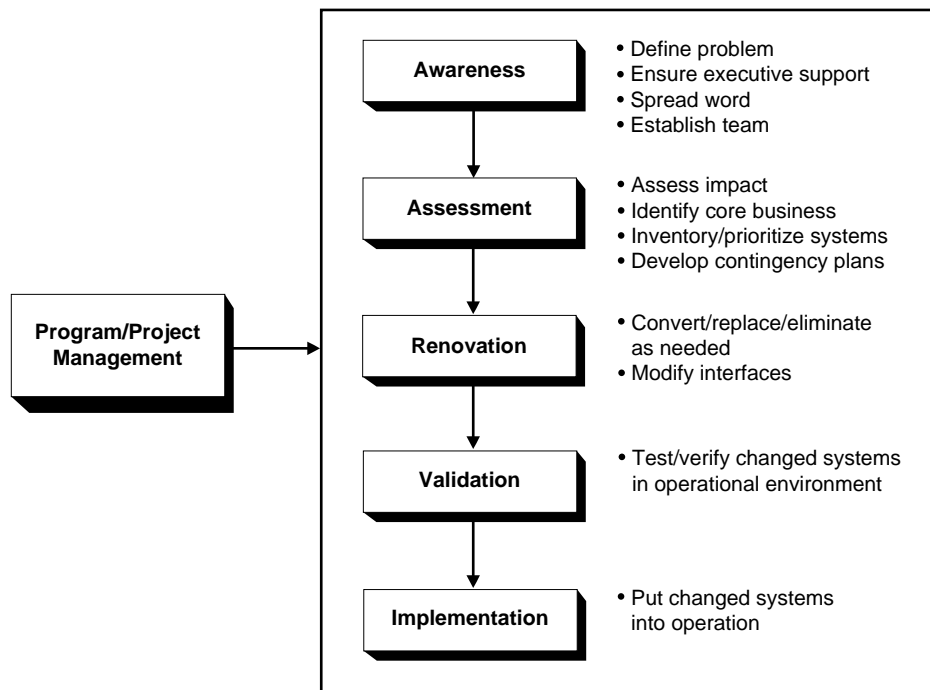 Program/Project
Management
Awareness
• Define problem
• Ensure executive support
• Spread word
• Establish team
Assessment
• Assess impact
• Identify core business
• Inventory/prioritize systems
• Develop contingency plans
Renovation
• Convert/replace/eliminate
as needed
• Modify interfaces
Validation
• Test/verify changed systems
in operational environment
Implementation
• Put changed systems
into operation